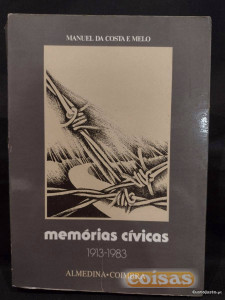 MANUEL DA COSTA E MELO
memórias cívicas
1913-1983
ALMEDINA • COIMBRA
coisas